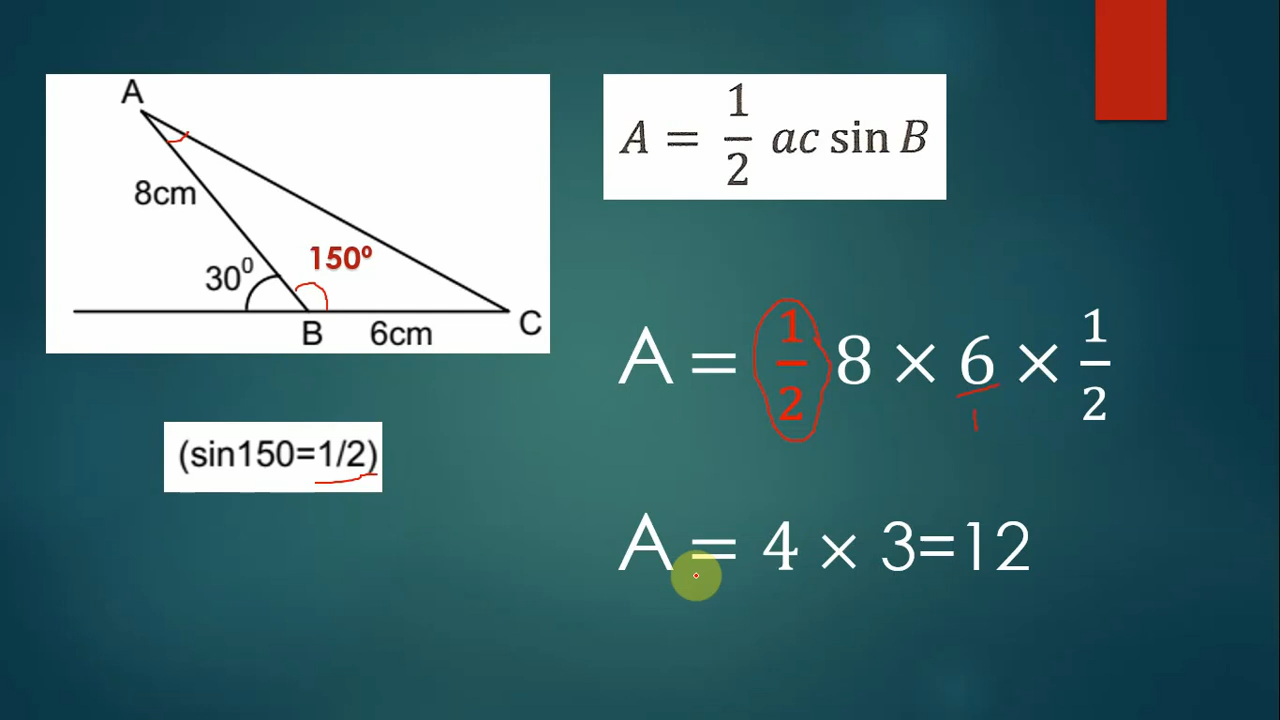 A
8cm
150⁰
30⁰
B
6cm
C
A = 1/2 ac sin B
A = 1/2 8 × 6 × 1/2
(sin150=1/2)
A = 4 × 3=12